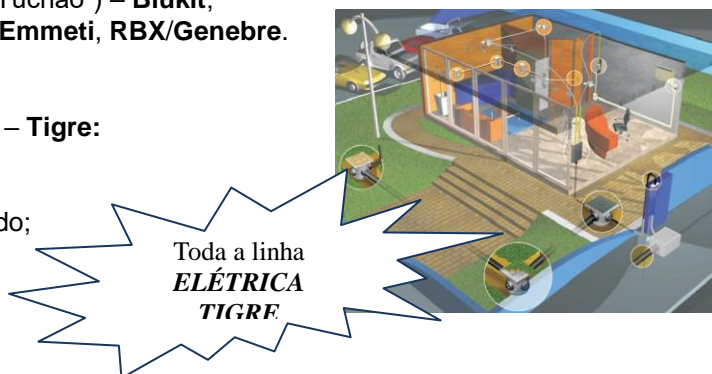 ruchão") – Blukit;
Emmeti, RBX/Genebre.
– Tigre:
do;
Toda a linha
ELÉTRICA
TIGRE